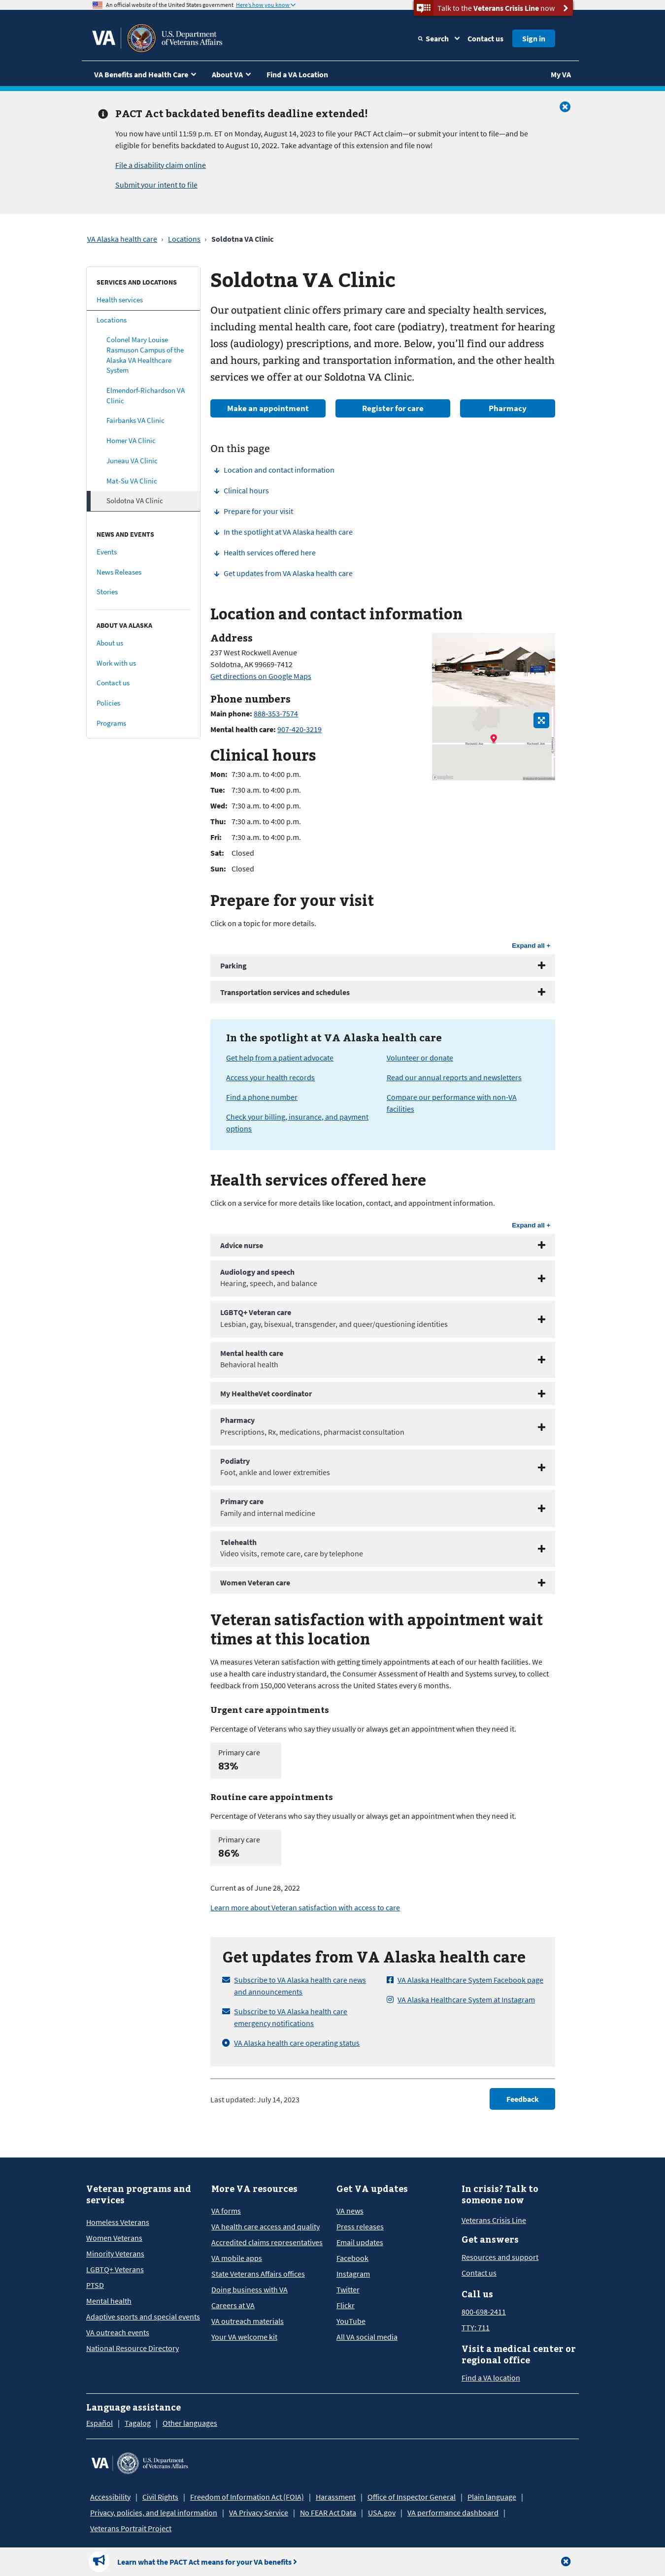 An official website of the United States government Here's how you know
Talk to the Veterans Crisis Line now
VA
U.S. Department
of Veterans Affairs
Search
Contact us
Sign in
VA Benefits and Health Care
About VA
Find a VA Location
My VA
PACT Act backdated benefits deadline extended!
You now have until 11:59 p.m. ET on Monday, August 14, 2023 to file your PACT Act claim—or submit your intent to file—and be
eligible for benefits backdated to August 10, 2022. Take advantage of this extension and file now!
File a disability claim online
Submit your intent to file
VA Alaska health care › Locations › Soldotna VA Clinic
SERVICES AND LOCATIONS
Health services
Locations
Colonel Mary Louise
Rasmuson Campus of the
Alaska VA Healthcare
System
Elmendorf-Richardson VA
Clinic
Fairbanks VA Clinic
Homer VA Clinic
Juneau VA Clinic
Mat-Su VA Clinic
Soldotna VA Clinic
NEWS AND EVENTS
Events
News Releases
Stories
ABOUT VA ALASKA
About us
Work with us
Contact us
Policies
Programs
Soldotna VA Clinic
Our outpatient clinic offers primary care and specialty health services,
including mental health care, foot care (podiatry), treatment for hearing
loss (audiology) prescriptions, and more. Below, you'll find our address
and hours, parking and transportation information, and the other health
services we offer at our Soldotna VA Clinic.
Make an appointment
Register for care
Pharmacy
On this page
Location and contact information
Clinical hours
Prepare for your visit
In the spotlight at VA Alaska health care
Health services offered here
Get updates from VA Alaska health care
Location and contact information
Address
237 West Rockwell Avenue
Soldotna, AK 99669-7412
Get directions on Google Maps
Phone numbers
Main phone: 888-353-7574
Mental health care: 907-420-3219
Clinical hours
Mon: 7:30 a.m. to 4:00 p.m.
Tue: 7:30 a.m. to 4:00 p.m.
Wed: 7:30 a.m. to 4:00 p.m.
Thu: 7:30 a.m. to 4:00 p.m.
Fri: 7:30 a.m. to 4:00 p.m.
Sat: Closed
Sun: Closed
Prepare for your visit
Click on a topic for more details.
Expand all +
Parking
Transportation services and schedules
In the spotlight at VA Alaska health care
Get help from a patient advocate
Access your health records
Find a phone number
Check your billing, insurance, and payment
options
Volunteer or donate
Read our annual reports and newsletters
Compare our performance with non-VA
facilities
Health services offered here
Click on a service for more details like location, contact, and appointment information.
Expand all +
Advice nurse
Audiology and speech
Hearing, speech, and balance
LGBTQ+ Veteran care
Lesbian, gay, bisexual, transgender, and queer/questioning identities
Mental health care
Behavioral health
My HealtheVet coordinator
Pharmacy
Prescriptions, Rx, medications, pharmacist consultation
Podiatry
Foot, ankle and lower extremities
Primary care
Family and internal medicine
Telehealth
Video visits, remote care, care by telephone
Women Veteran care
Veteran satisfaction with appointment wait
times at this location
VA measures Veteran satisfaction with getting timely appointments at each of our health facilities. We
use a health care industry standard, the Consumer Assessment of Health and Systems survey, to collect
feedback from 150,000 Veterans across the United States every 6 months.
Urgent care appointments
Percentage of Veterans who say they usually or always get an appointment when they need it.
Primary care
83%
Routine care appointments
Percentage of Veterans who say they usually or always get an appointment when they need it.
Primary care
86%
Current as of June 28, 2022
Learn more about Veteran satisfaction with access to care
Get updates from VA Alaska health care
Subscribe to VA Alaska health care news
and announcements
Subscribe to VA Alaska health care
emergency notifications
VA Alaska health care operating status
VA Alaska Healthcare System Facebook page
VA Alaska Healthcare System at Instagram
Last updated: July 14, 2023
Feedback
Veteran programs and
services
Homeless Veterans
Women Veterans
Minority Veterans
LGBTQ+ Veterans
PTSD
Mental health
Adaptive sports and special events
VA outreach events
National Resource Directory
More VA resources
VA forms
VA health care access and quality
Accredited claims representatives
VA mobile apps
State Veterans Affairs offices
Doing business with VA
Careers at VA
VA outreach materials
Your VA welcome kit
Get VA updates
VA news
Press releases
Email updates
Facebook
Instagram
Twitter
Flickr
YouTube
All VA social media
In crisis? Talk to
someone now
Veterans Crisis Line
Get answers
Resources and support
Contact us
Call us
800-698-2411
TTY: 711
Visit a medical center or
regional office
Find a VA location
Language assistance
Español | Tagalog | Other languages
VA
U.S. Department
of Veterans Affairs
Accessibility | Civil Rights | Freedom of Information Act (FOIA) | Harassment | Office of Inspector General | Plain language |
Privacy, policies, and legal information | VA Privacy Service | No FEAR Act Data | USA.gov | VA performance dashboard |
Veterans Portrait Project
Learn what the PACT Act means for your VA benefits